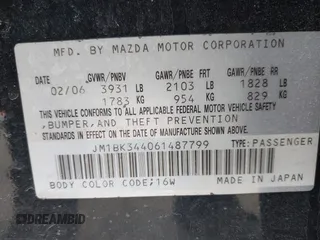 MFD. BY MAZDA MOTOR CORPORATION
GVWR/PNBV GAWR/PNBE FRT GAWR/PNBE RR
02/06 3931 LB 2103 LB 1828 LB
1783 KG 954 KG 829 KG
THIS VEHICLE CONFORMS TO ALL APPLICABLE FEDERAL MOTOR VEHICLE SAFETY
,BUMPER,AND THEFT PREVENTION
STANDARDS IN EFFECT ON THE DATE OF MANUFACTURE SHOWN ABOVE.
JM1BK344061487799 TYPE:PASSENGER
BODY COLOR CODE;16W MADE IN JAPAN
CREAMBID